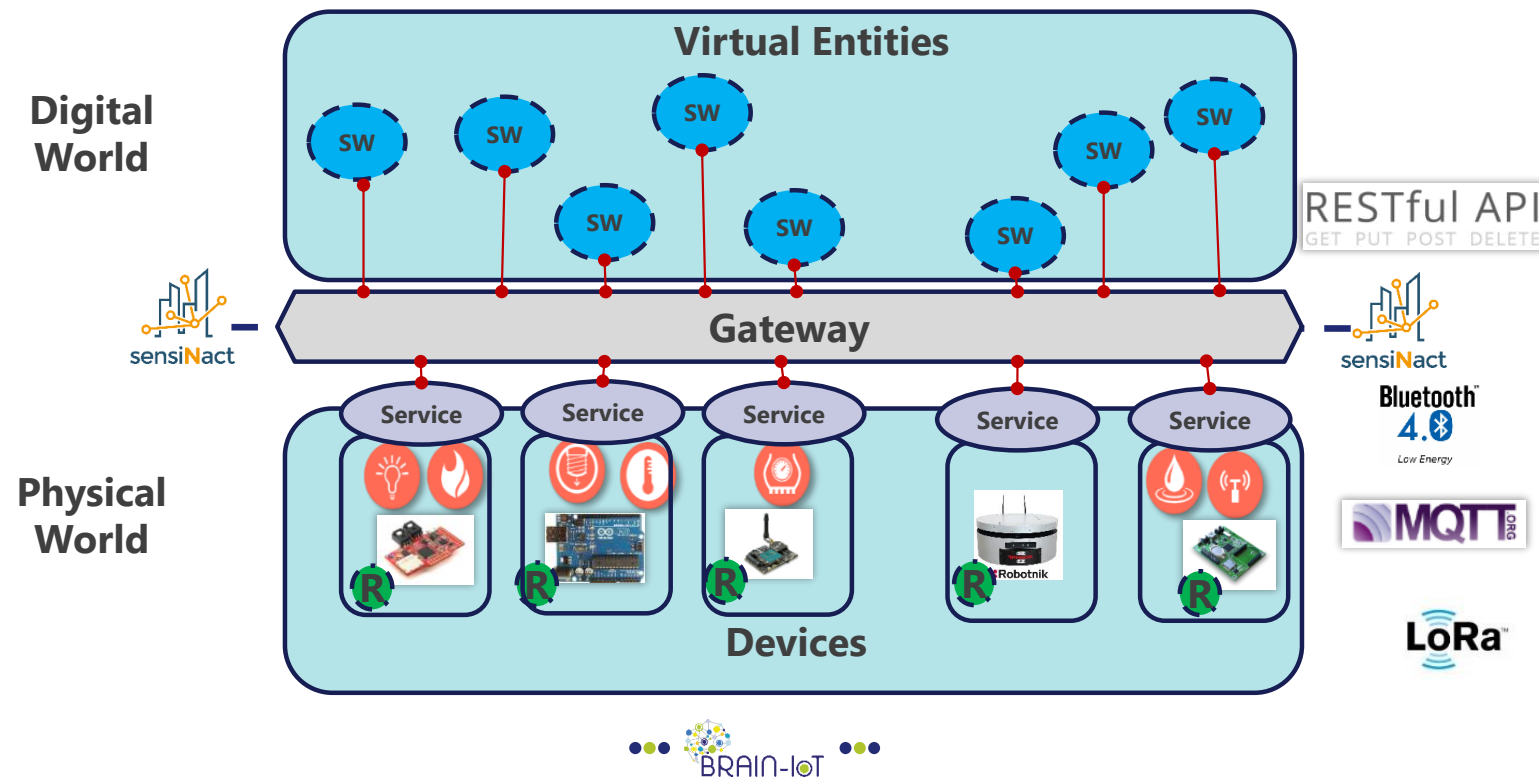 Virtual Entities
Digital
World
SW
SW
SW
SW
SW
SW
SW
SW
RESTful API
GET PUT POST DELETE
sensiNact
Gateway
sensiNact
Service
Service
Service
Service
Service
Bluetooth™
4.0
Low Energy
Physical
World
MQTT.ORG
Robotnik
R
R
R
R
R
Devices
LoRa™
BRAIN-IoT